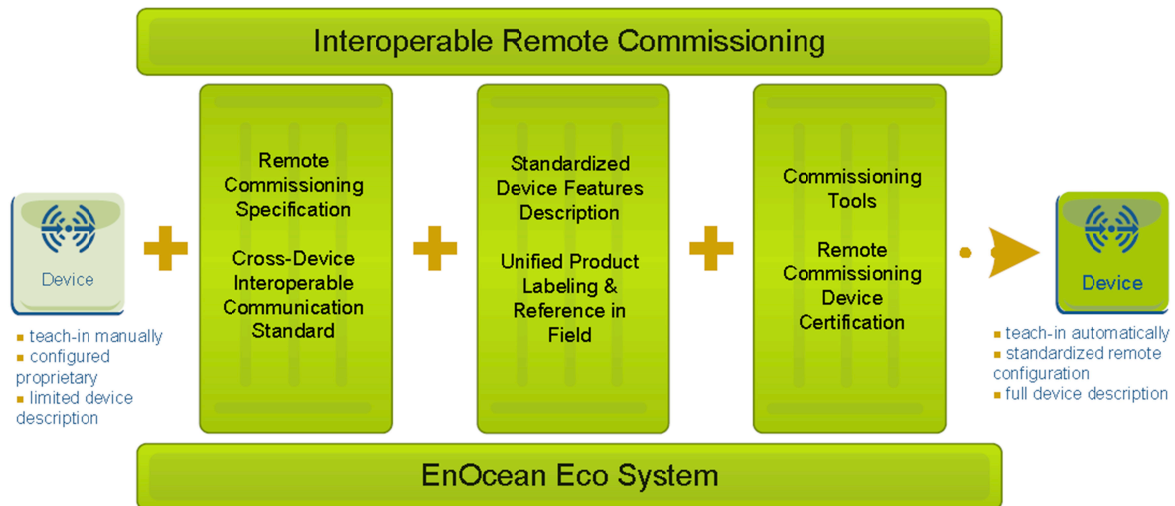 Interoperable Remote Commissioning
Device
teach-in manually
configured
proprietary
limited device
description
Remote
Commissioning
Specification
Cross-Device
Interoperable
Communication
Standard
Standardized
Device Features
Description
Unified Product
Labeling &
Reference in
Field
Commissioning
Tools
Remote
Commissioning
Device
Certification
Device
teach-in automatically
standardized remote
configuration
full device description
EnOcean Eco System